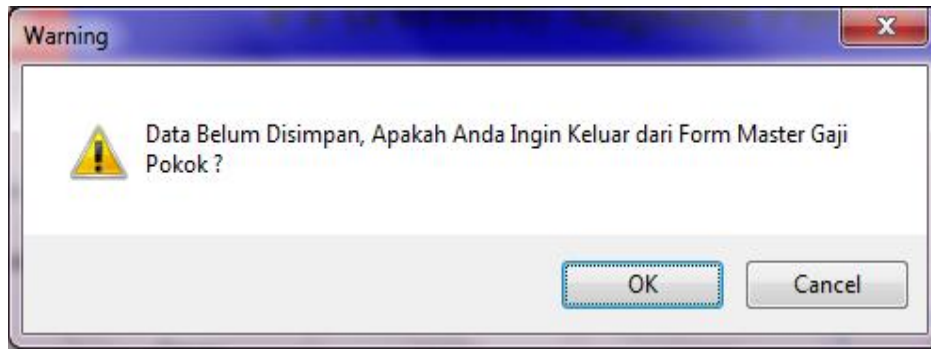 Warning
Data Belum Disimpan, Apakah Anda Ingin Keluar dari Form Master Gaji
Pokok ?
OK
Cancel